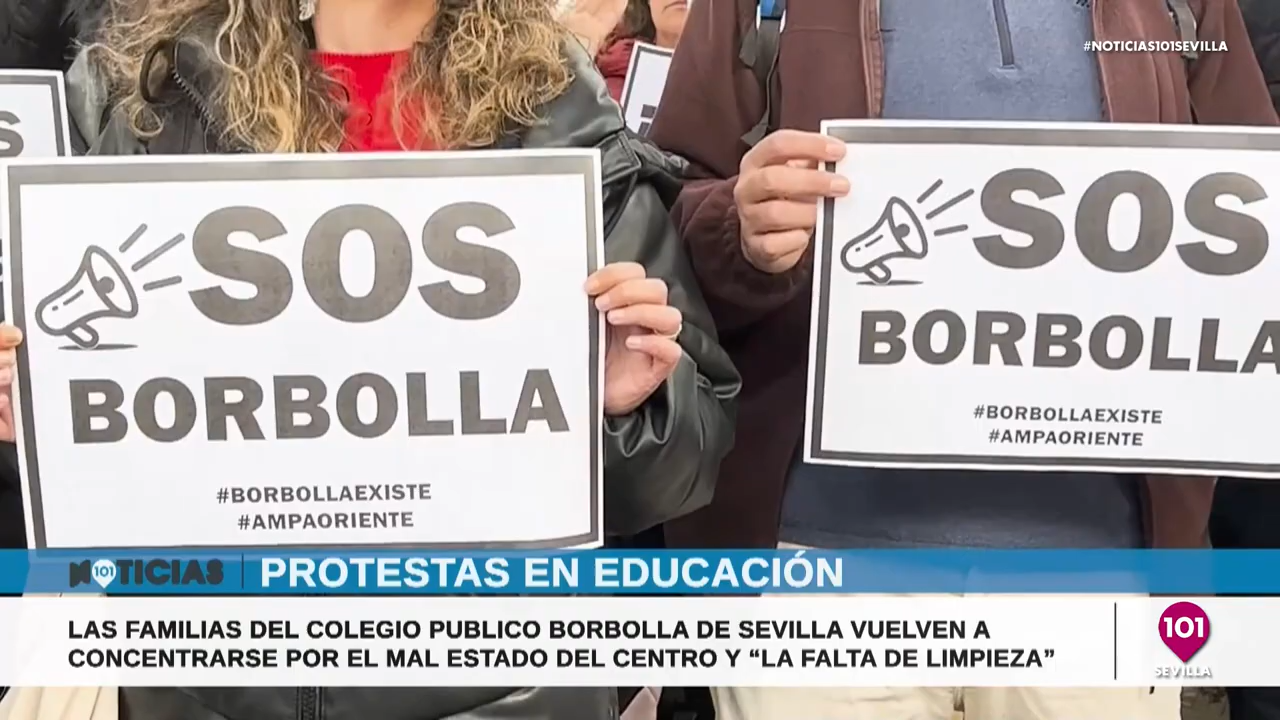 #NOTICIAS101SEVILLA
S
SOS
BORBOLLA
#BORBOLLAEXISTE
#AMPAORIENTE
SOS
BORBOLLA
#BORBOLLAEXISTE
#AMPAORIENTE
NOTICIAS 101
PROTESTAS EN EDUCACIÓN
LAS FAMILIAS DEL COLEGIO PUBLICO BORBOLLA DE SEVILLA VUELVEN A
CONCENTRARSE POR EL MAL ESTADO DEL CENTRO Y “LA FALTA DE LIMPIEZA”
101
SEVILLA